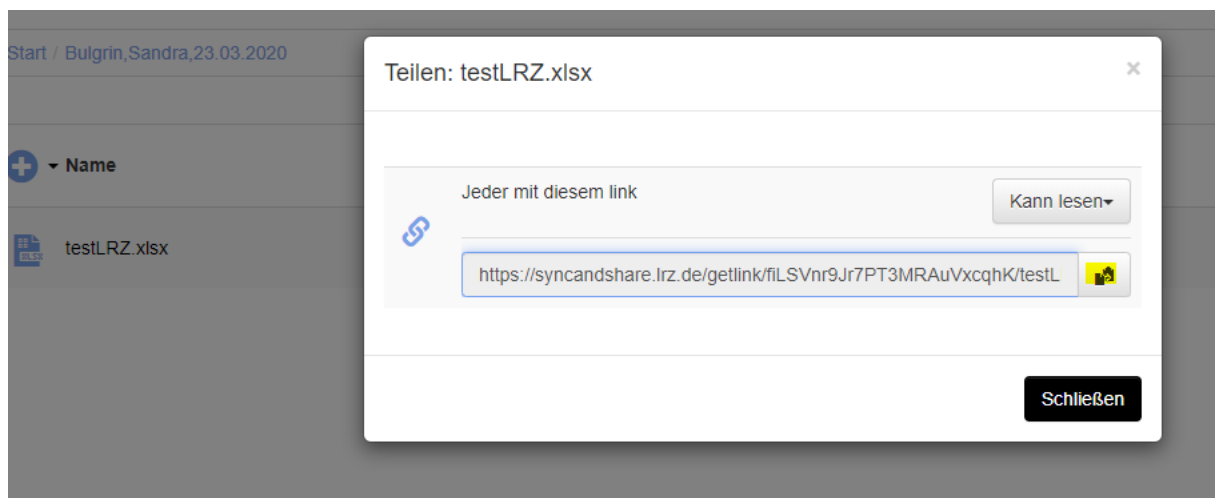 Start / Bulgrin,Sandra,23.03.2020
Teilen: testLRZ.xlsx
×
Name
Jeder mit diesem link
Kann lesen
XLSX
testLRZ.xlsx
https://syncandshare.lrz.de/getlink/fiLSVnr9Jr7PT3MRAuVxcqhK/testL
Schließen